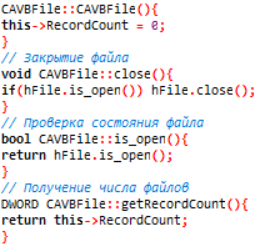 CAVBFile::CAVBFile(){
this->RecordCount = 0;
}
// Закрытие файла
void CAVBFile::close(){
if(hFile.is_open()) hFile.close();
}
// Проверка состояния файла
bool CAVBFile::is_open(){
return hFile.is_open();
}
// Получение числа файлов
DWORD CAVBFile::getRecordCount(){
return this->RecordCount;
}